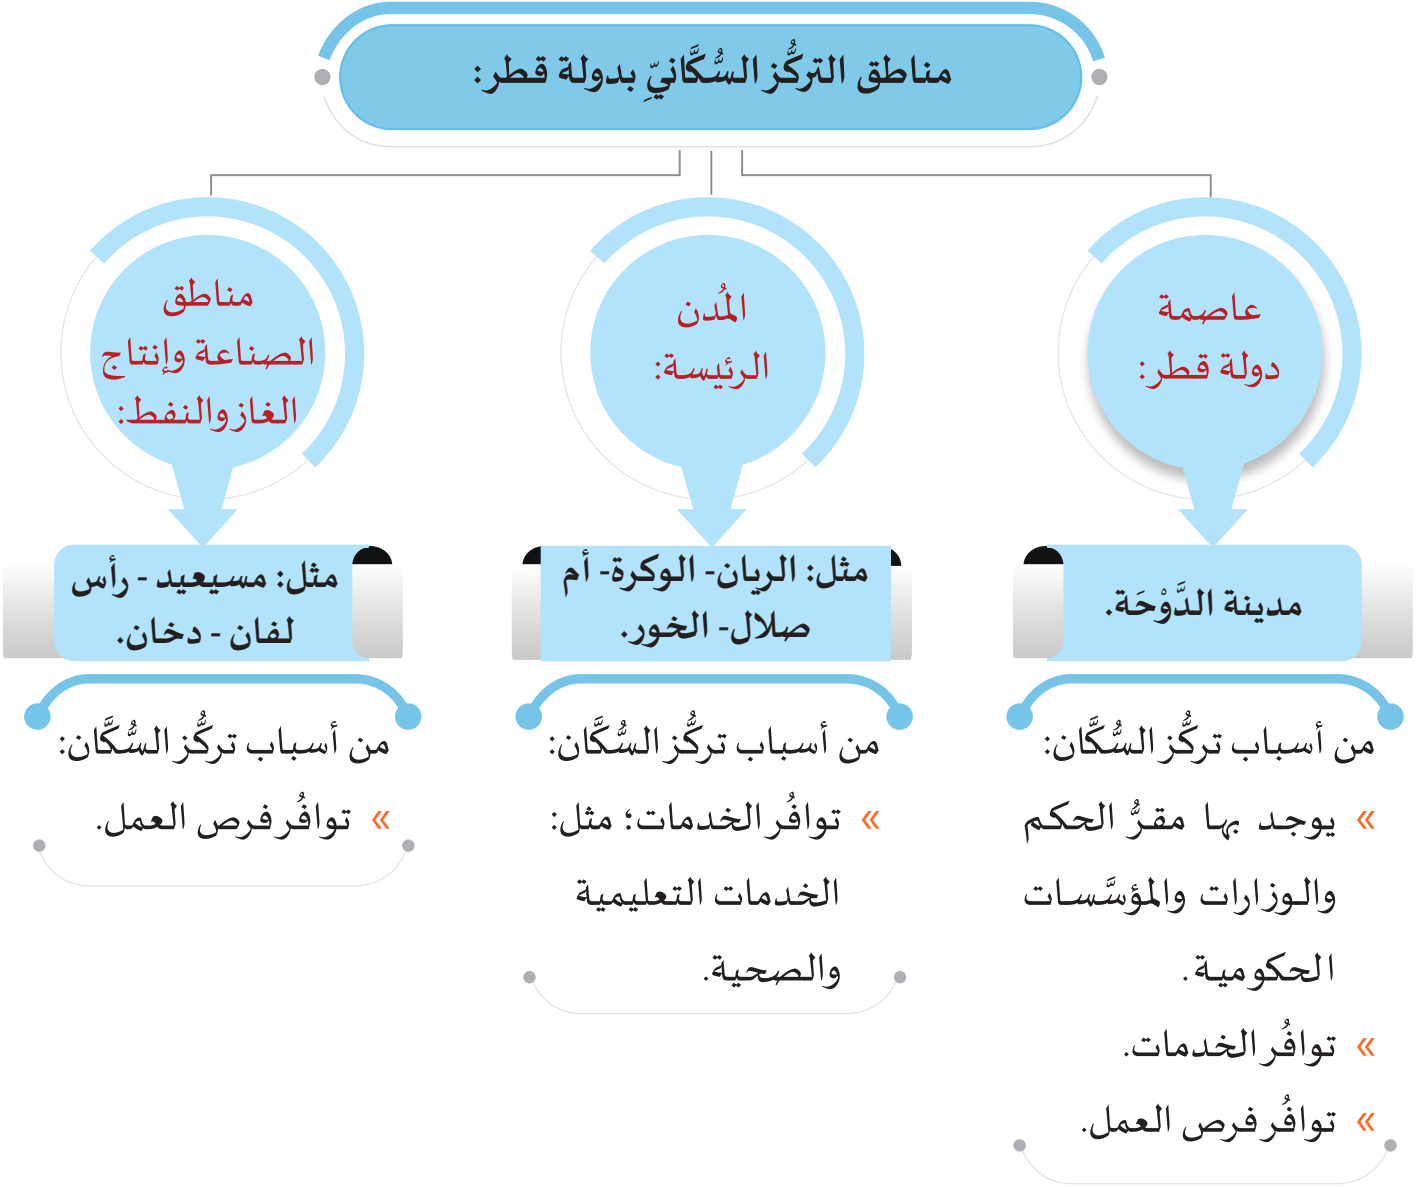 مناطق التركُّز السُّكَّانيِّ بدولة قطر:
عاصمة
دولة قطر:
مدينة الدَّوْحَة.
من أسباب تركُّز السُّكَّان:
» يوجد بها مقرُّ الحكم
والوزارات والمؤسَّسات
الحكومية.
» توافُر الخدمات.
» توافُر فرص العمل.
المُدن
الرئيسة:
مثل: الريان- الوكرة- أم
صلال- الخور.
من أسباب تركُّز السُّكَّان:
» توافُر الخدمات؛ مثل:
الخدمات التعليمية
والصحية.
مناطق
الصناعة وإنتاج
الغاز والنفط:
مثل: مسيعيد - رأس
لفان - دخان.
من أسباب تركُّز السُّكَّان:
» توافُر فرص العمل.